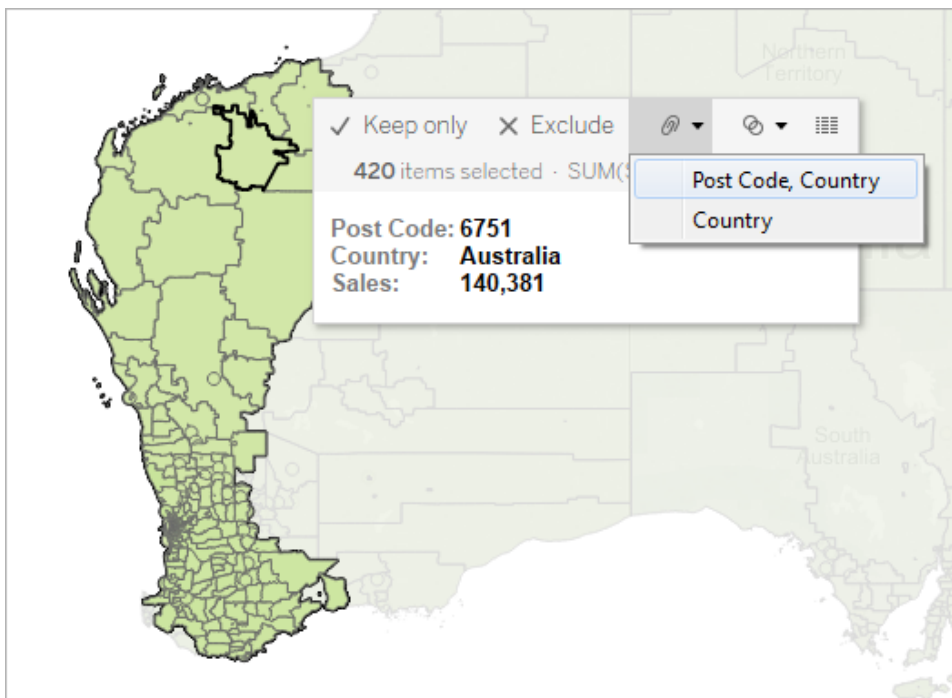 Northern
Territory
Keep only
Exclude
420 items selected · SUM(S
Post Code, Country
Country
Post Code: 6751
Country: Australia
Sales: 140,381
South
Australia